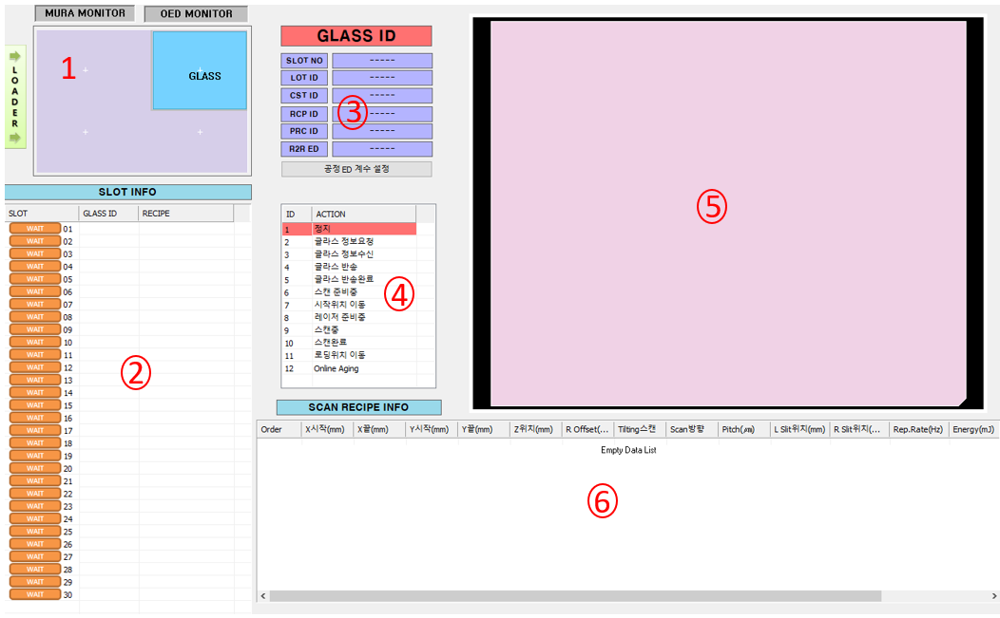 MURA MONITOR
OED MONITOR
LOADER
1
GLASS
SLOT INFO
SLOT GLASS ID RECIPE
WAIT 01
WAIT 02
WAIT 03
WAIT 04
WAIT 05
WAIT 06
WAIT 07
WAIT 08
WAIT 09
WAIT 10
WAIT 11
WAIT 12
WAIT 13
WAIT 14
WAIT 15
WAIT 16
WAIT 17
WAIT 18
WAIT 19
WAIT 20
WAIT 21
WAIT 22
WAIT 23
WAIT 24
WAIT 25
WAIT 26
WAIT 27
WAIT 28
WAIT 29
WAIT 30
②
GLASS ID
SLOT NO -----
LOT ID -----
CST ID -----
RCP ID -----
PRC ID -----
R2R ED -----
③
공정 ED 계수 설정
ID ACTION
1 정지
2 글라스 정보요청
3 글라스 정보수신
4 글라스 반송
5 글라스 반송완료
6 스캔 준비중
7 시작위치 이동
8 레이저 준비중
9 스캔중
10 스캔완료
11 로딩위치 이동
12 Online Aging
④
⑤
SCAN RECIPE INFO
Order X시작(mm) X끝(mm) Y시작(mm) Y끝(mm) Z위치(mm) R Offset(... Tilting스캔 Scan방향 Pitch(㎛) L Slit위치(mm) R Slit위치(... Rep.Rate(Hz) Energy(mJ)
Empty Data List
⑥